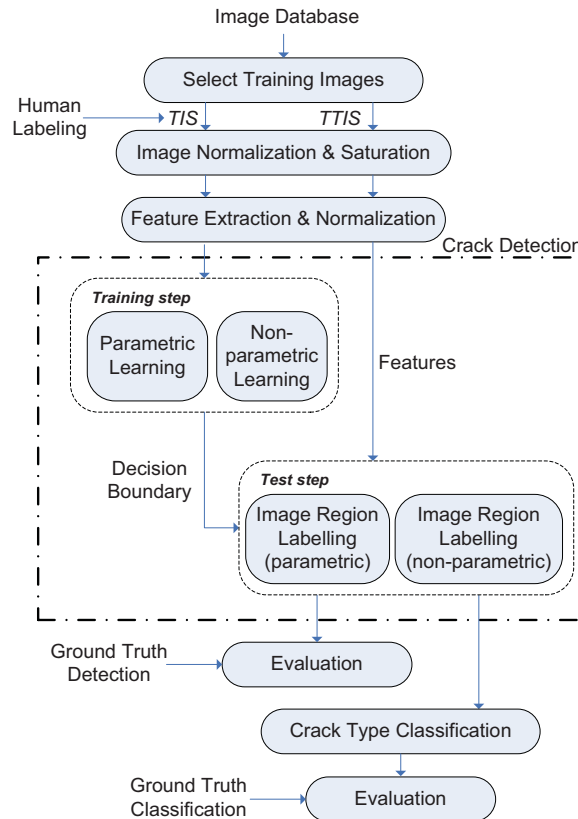 Image Database
Select Training Images
Human
Labeling
TIS
TTIS
Image Normalization & Saturation
Feature Extraction & Normalization
Crack Detection
Training step
Parametric
Learning
Non-
parametric
Learning
Features
Decision
Boundary
Test step
Image Region
Labelling
(parametric)
Image Region
Labelling
(non-parametric)
Ground Truth
Detection
Evaluation
Crack Type Classification
Ground Truth
Classification
Evaluation